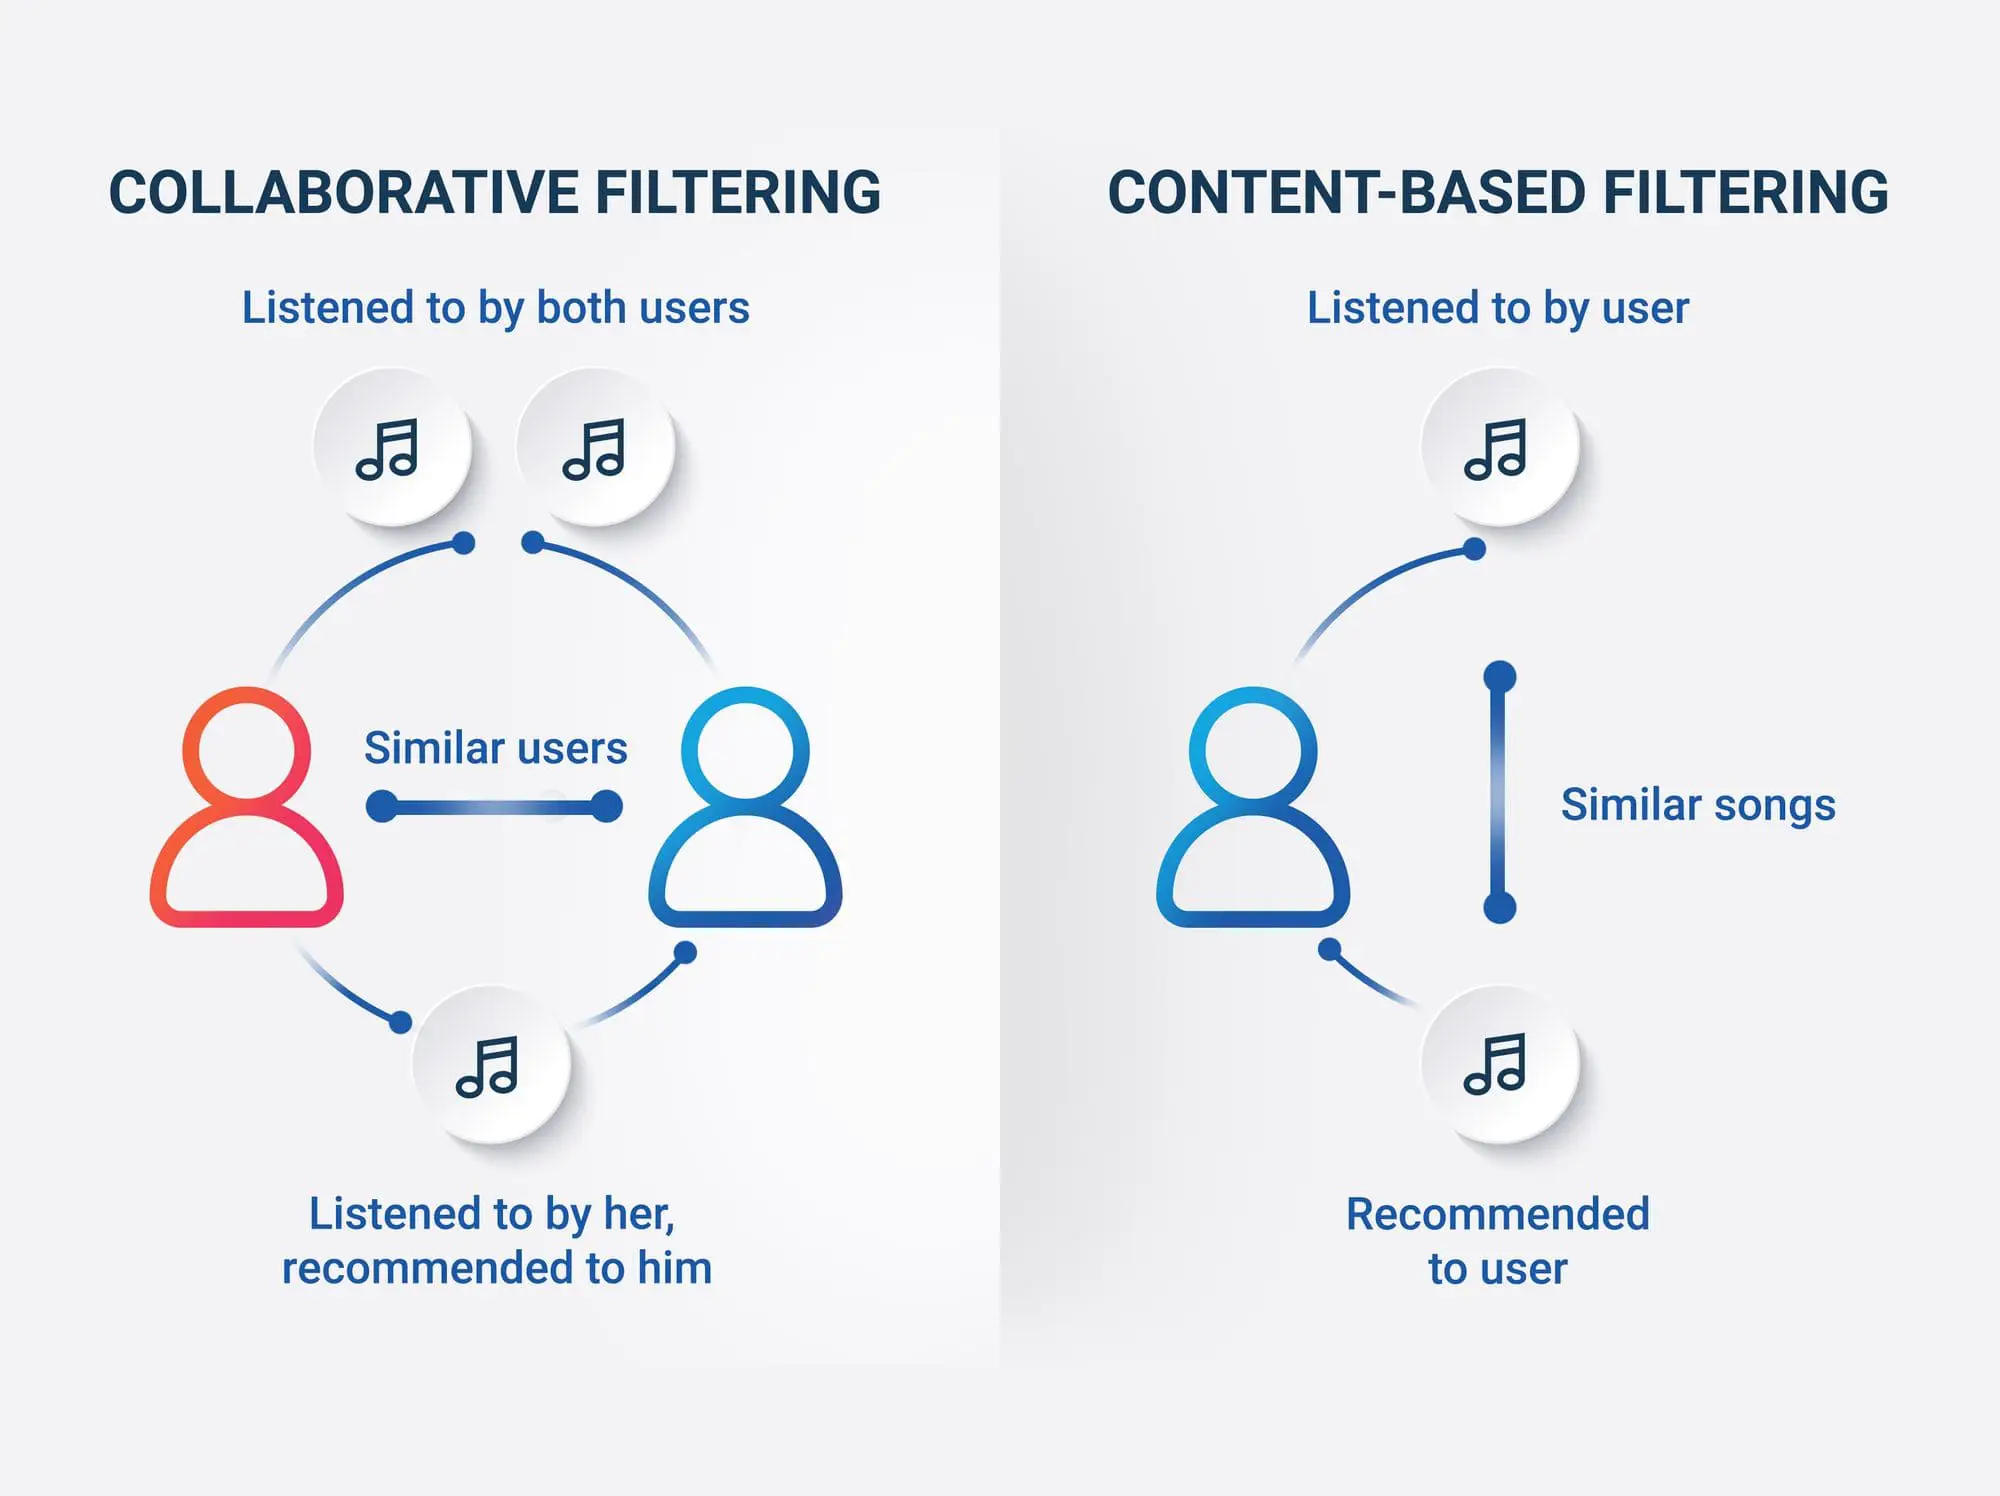 COLLABORATIVE FILTERING
Listened to by both users
Similar users
Listened to by her,
recommended to him
CONTENT-BASED FILTERING
Listened to by user
Similar songs
Recommended
to user